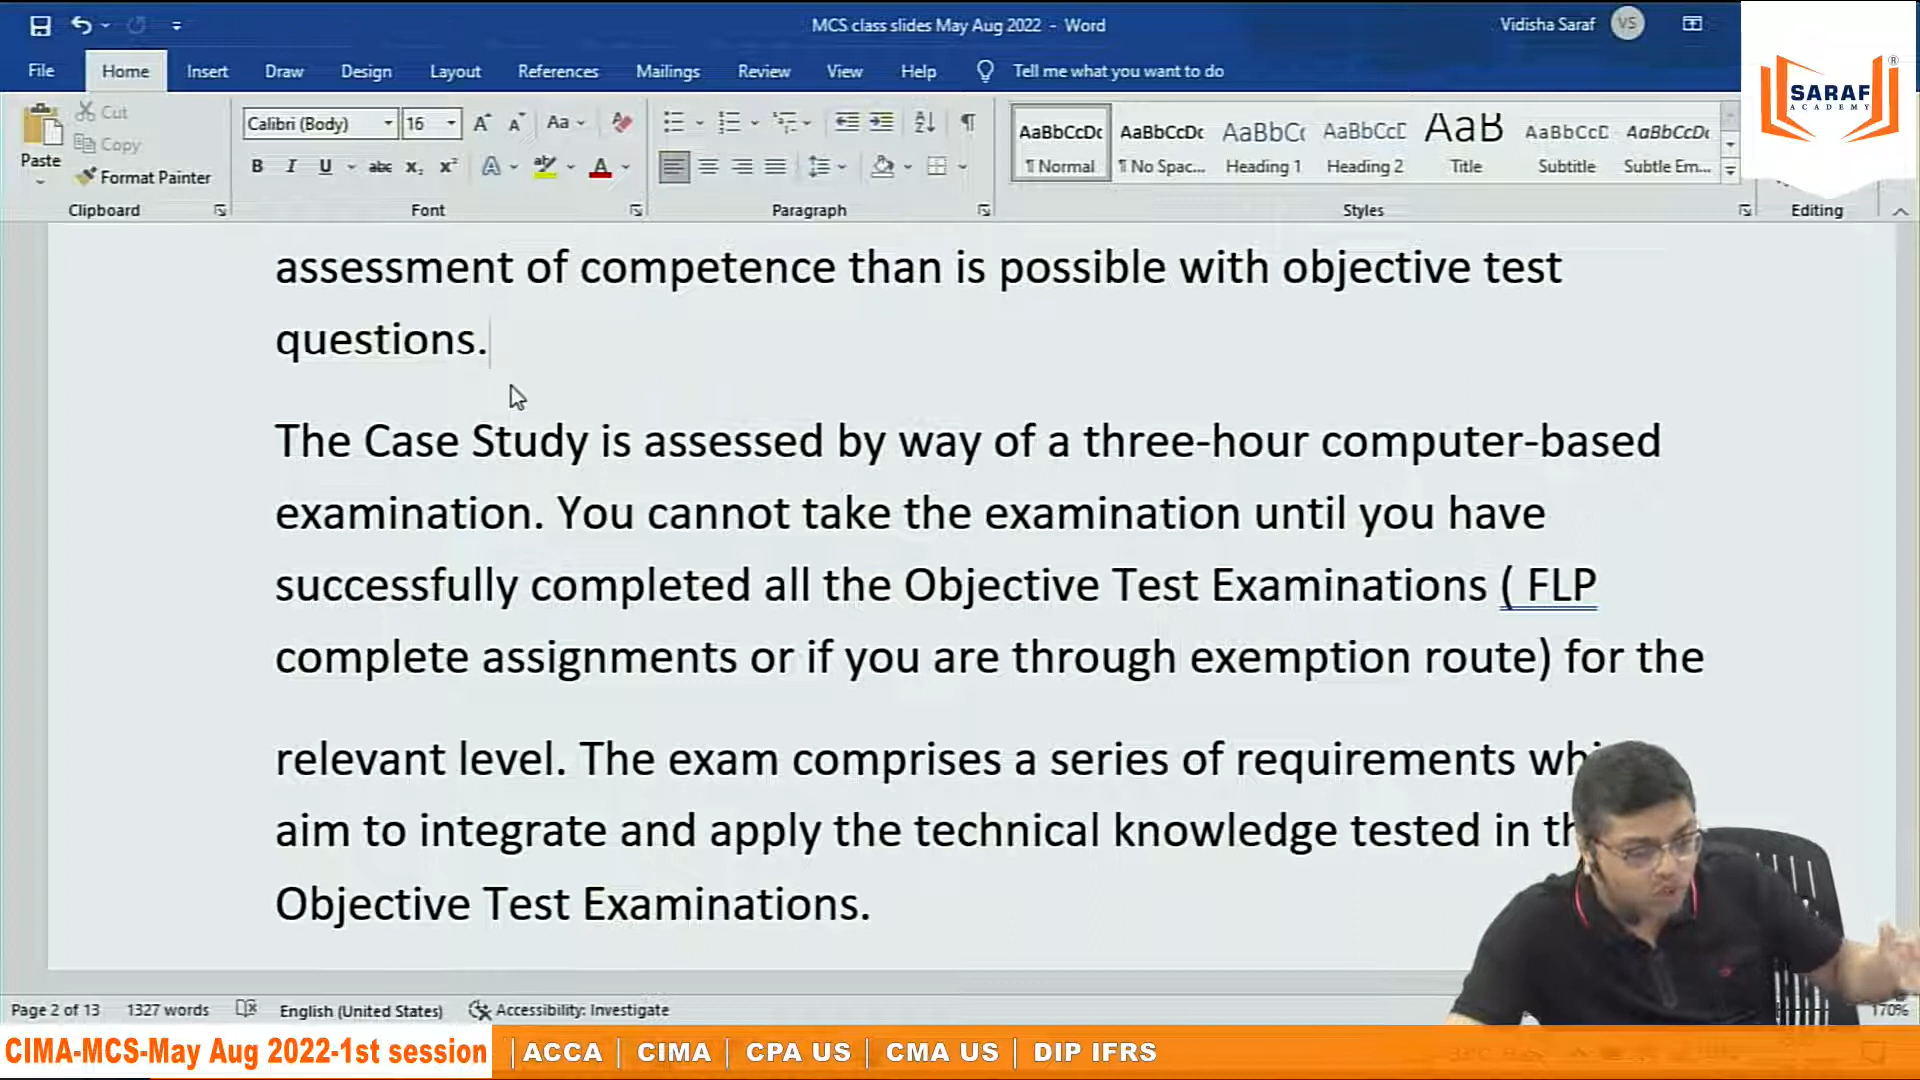 MCS class slides May Aug 2022 - Word
Vidisha Saraf
VS
File Home Insert Draw Design Layout References Mailings Review View Help Tell me what you want to do
SARAF
ACADEMY
®
Paste
Cut
Copy
Format Painter
Clipboard
Calibri (Body) 16
Font
Paragraph
AaBbCcDc AaBbCcDc AaBbC AaBbCcD AaB AaBbCcD AaBbCcDc
¶ Normal ¶ No Spac... Heading 1 Heading 2 Title Subtitle Subtle Em...
Styles
Editing
assessment of competence than is possible with objective test
questions.
The Case Study is assessed by way of a three-hour computer-based
examination. You cannot take the examination until you have
successfully completed all the Objective Test Examinations ( FLP
complete assignments or if you are through exemption route) for the
relevant level. The exam comprises a series of requirements
aim to integrate and apply the technical knowledge tested in
Objective Test Examinations.
Page 2 of 13 1327 words English (United States) Accessibility: Investigate 170%
CIMA-MCS-May Aug 2022-1st session | ACCA | CIMA | CPA US | CMA US | DIP IFRS